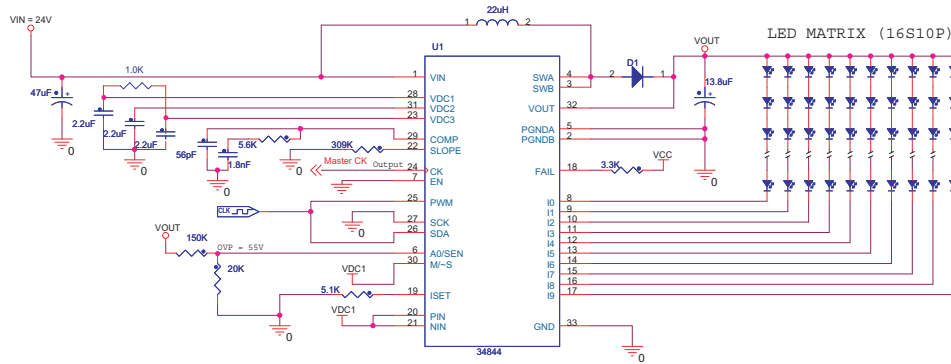 22uH
1 2
VIN = 24V
LED MATRIX (16S10P)
VOUT
U1
D1
2 1
1.0K
47uF
13.8uF
1 VIN
SWA 4
SWB 3
28 VDC1
31 VDC2
23 VDC3
VOUT 32
2.2uF
2.2uF
2.2uF
PGNDA 5
PGNDB 2
29 COMP
22 SLOPE
5.6K
56pF
1.8nF
309K
0
0
0
0
0
Master CK
Output
24 CK
7 EN
FAIL 18
3.3K
VCC
0
25 PWM
CLK
27 SCK
26 SDA
0
I0 8
I1 9
I2 10
I3 11
I4 12
I5 13
I6 14
I7 15
I8 16
I9 17
VOUT
150K
OVP = 55V
6 A0/SEN
30 M/~S
20K
VDC1
5.1K
19 ISET
VDC1
20 PIN
21 NIN
GND 33
0
0
34844